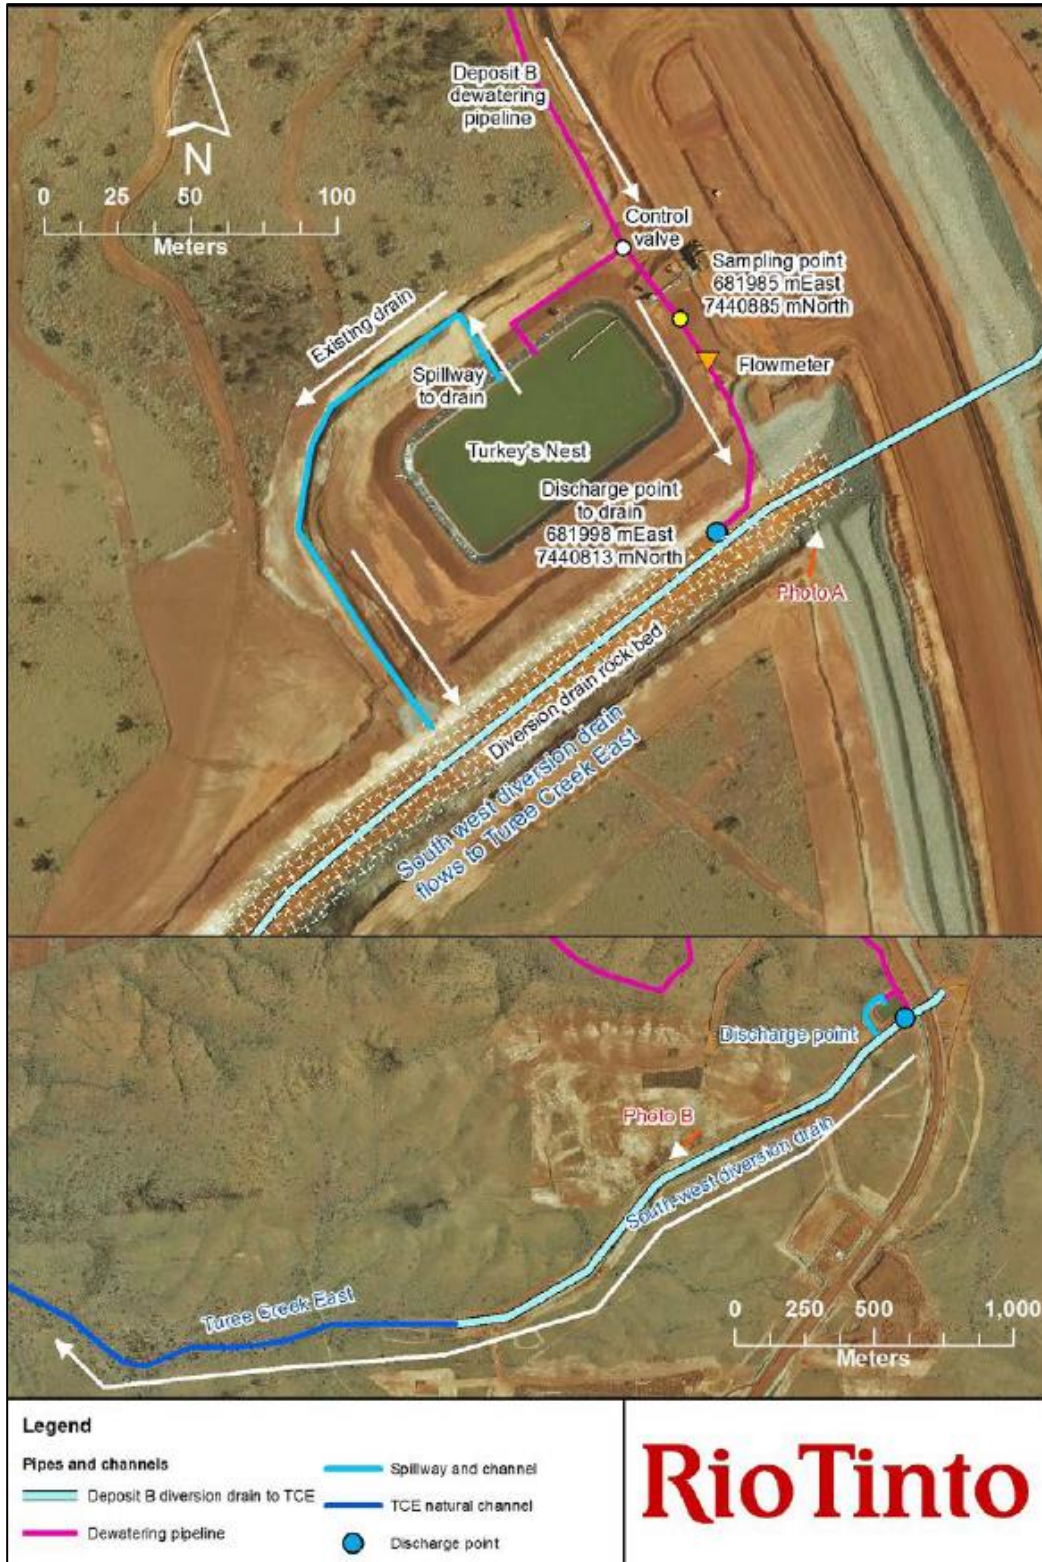 Deposit B
dewatering
pipeline
N
0 25 50 100
Meters
Control
valve
Sampling point
681985 mEast
7440885 mNorth
Existing drain
Flowmeter
Spillway
to drain
Turkey's Nest
Discharge point
to drain
681998 mEast
7440813 mNorth
Photo A
Diversion drain rock bed
South west diversion drain
flows to Turee Creek East
Discharge point
Photo B
South-west diversion drain
Turee Creek East
0 250 500 1,000
Meters
Legend
Pipes and channels
Deposit B diversion drain to TCE
Dewatering pipeline
Spillway and channel
TCE natural channel
Discharge point
RioTinto